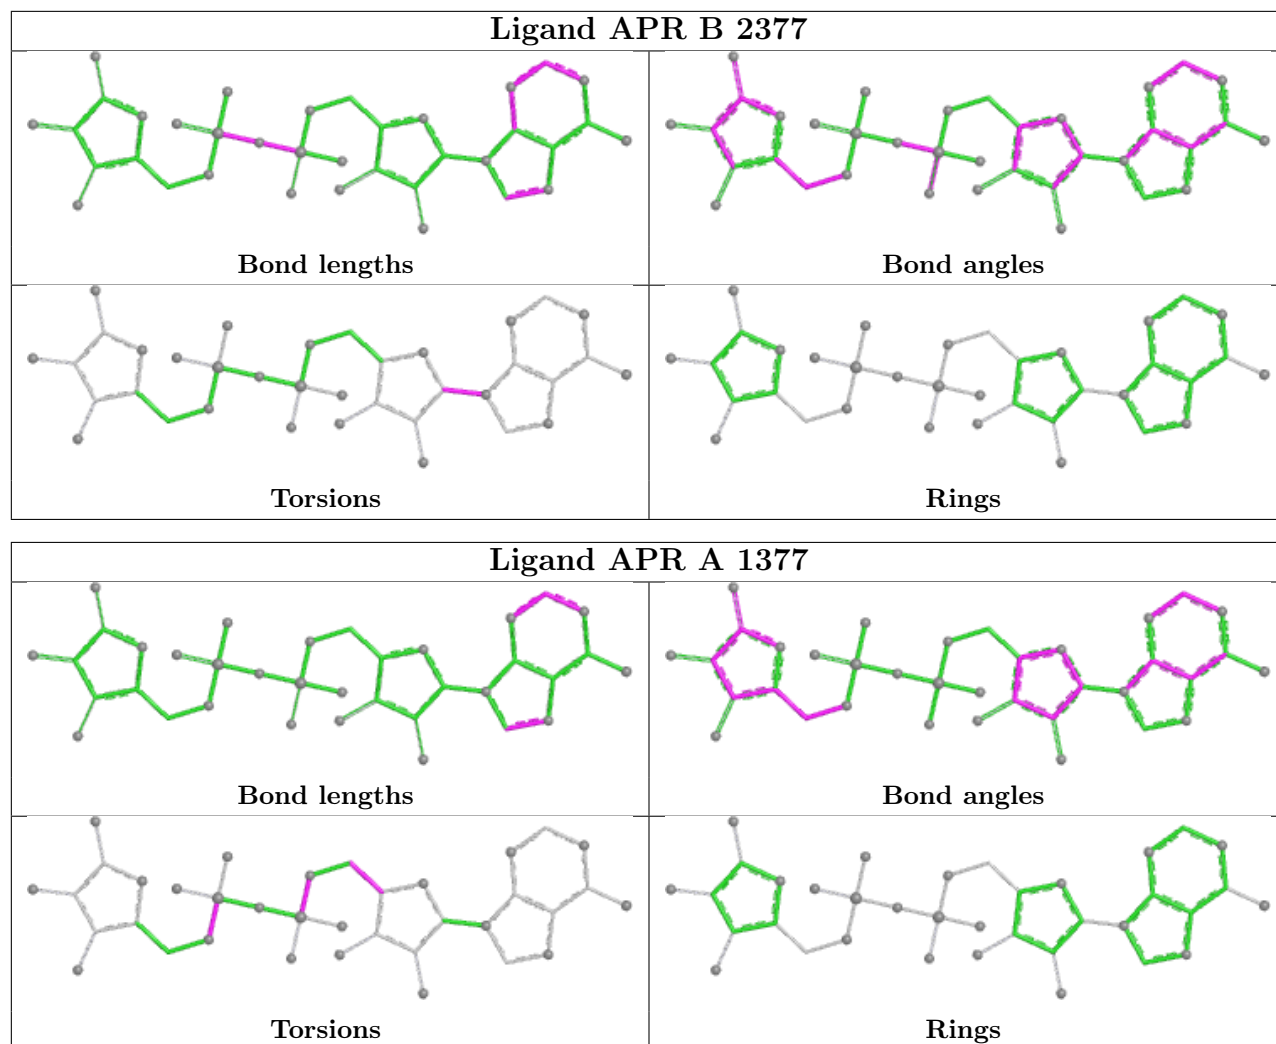 Ligand APR B 2377
Bond lengths
Bond angles
Torsions
Rings
Ligand APR A 1377
Bond lengths
Bond angles
Torsions
Rings